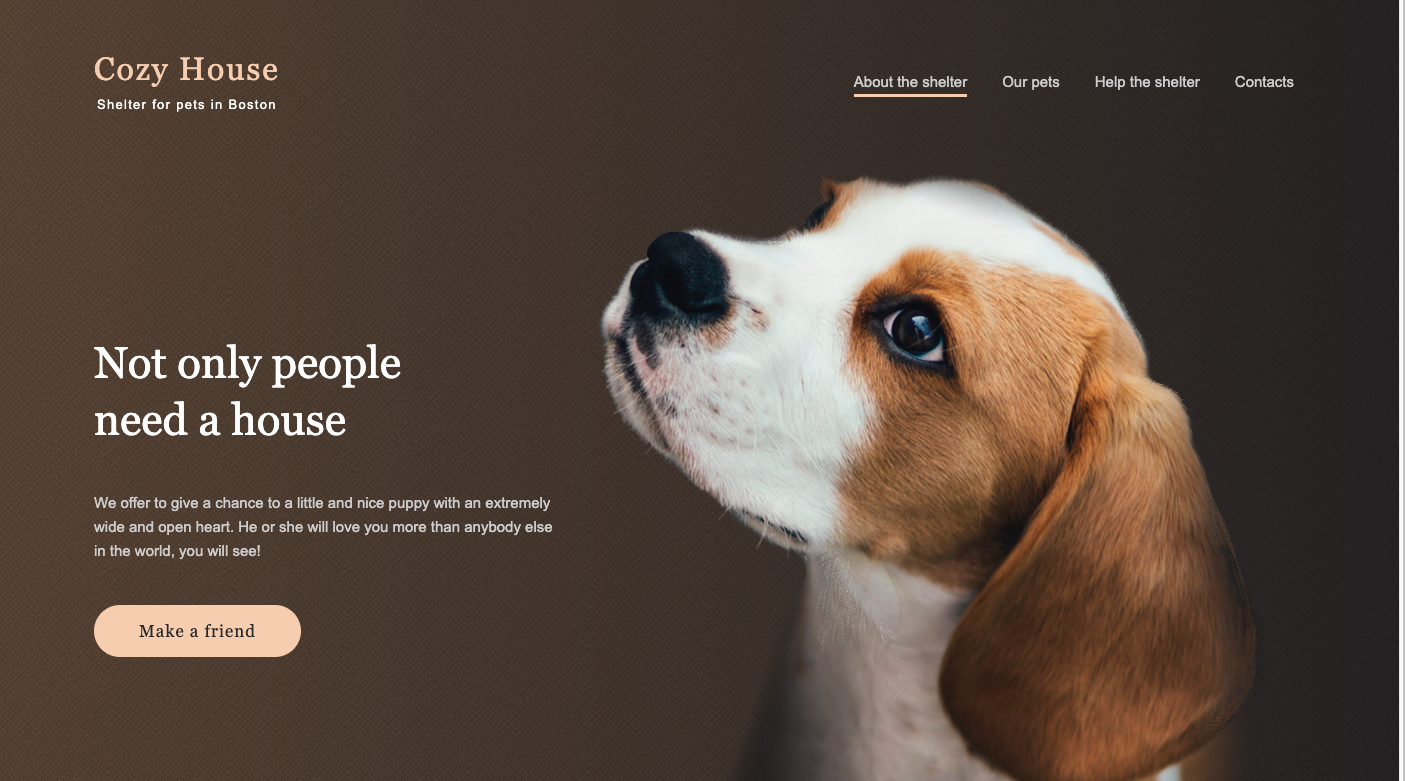 Cozy House
Shelter for pets in Boston
About the shelter
Our pets
Help the shelter
Contacts
Not only people
need a house
We offer to give a chance to a little and nice puppy with an extremely
wide and open heart. He or she will love you more than anybody else
in the world, you will see!
Make a friend